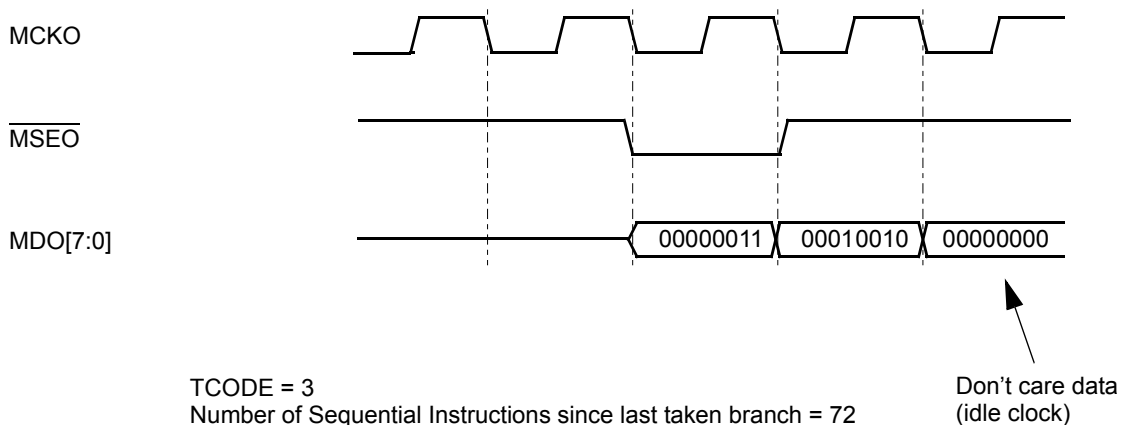 MCKO
MSEO
MDO[7:0]
00000011 00010010 00000000
TCODE = 3
Number of Sequential Instructions since last taken branch = 72
Don’t care data
(idle clock)